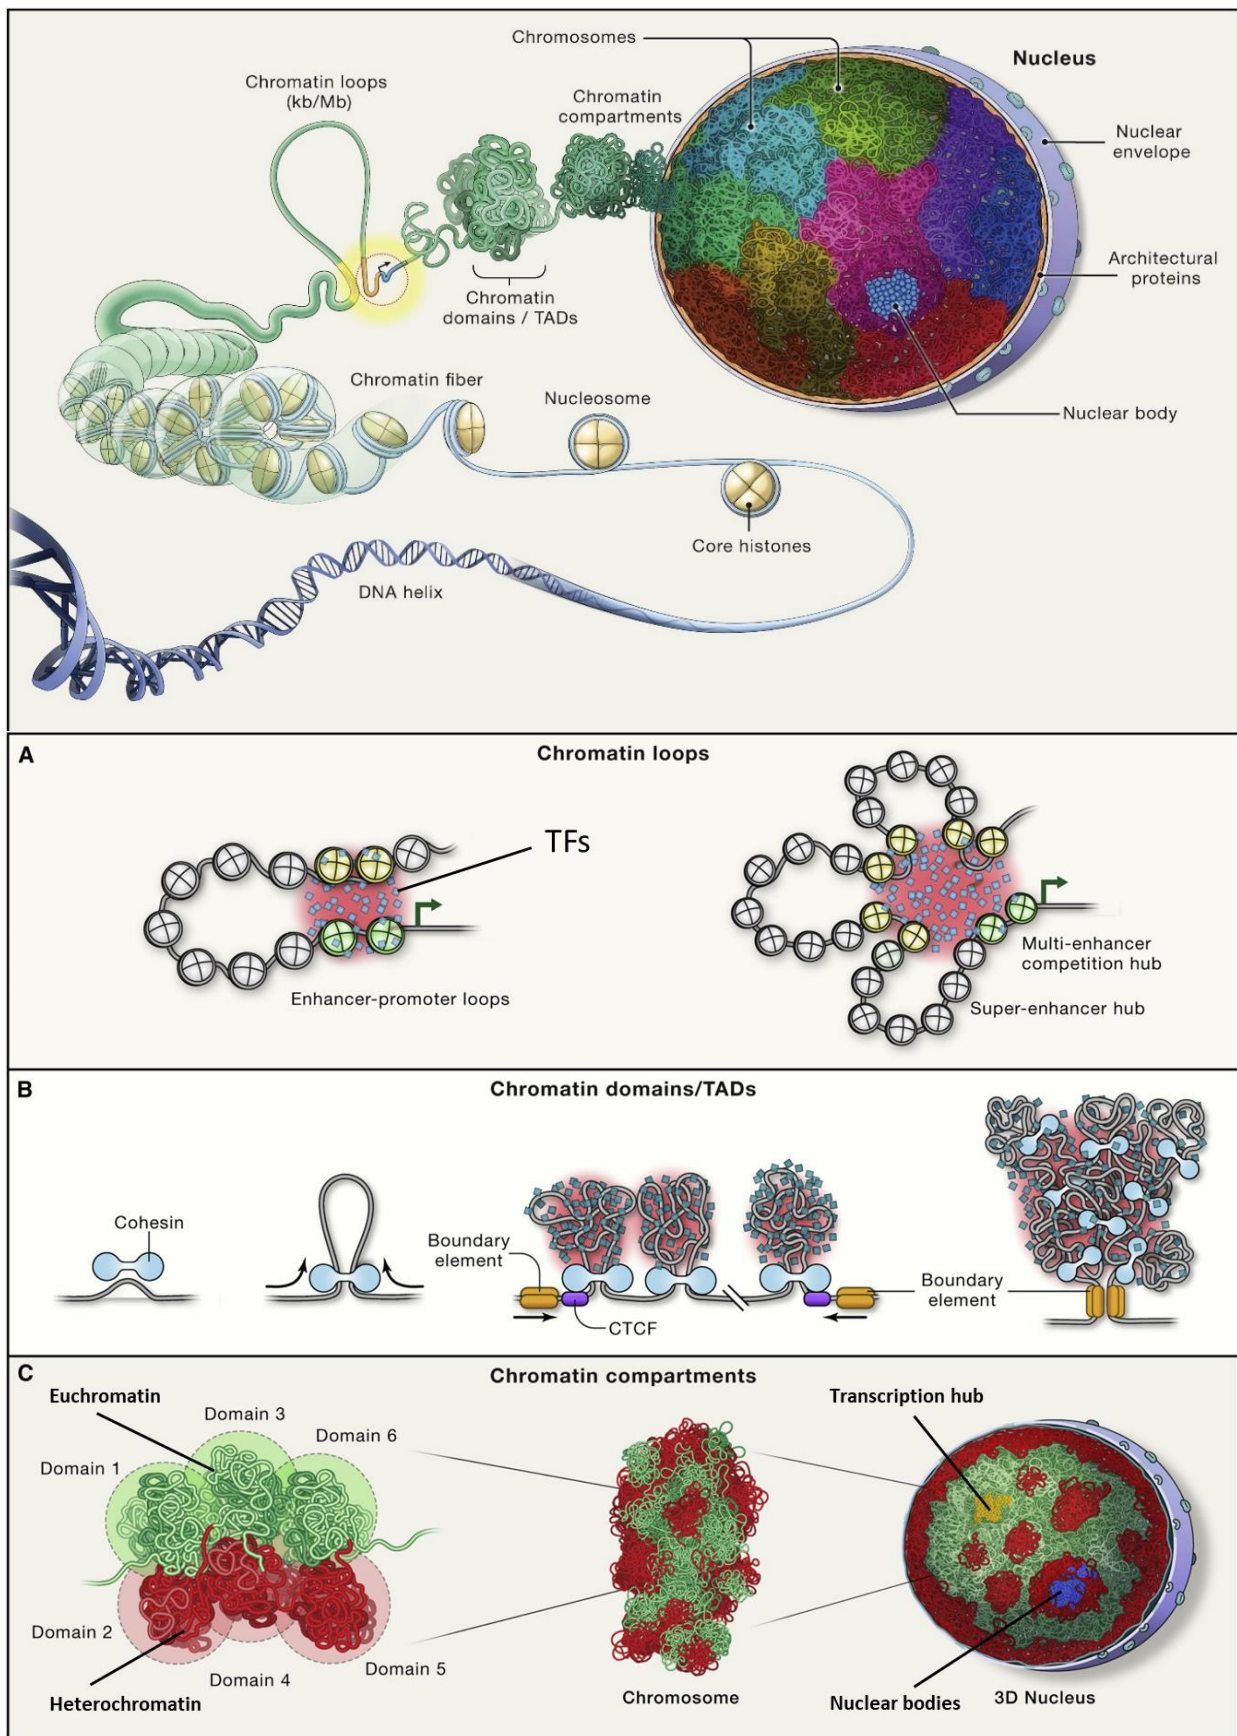 Chromosomes
Nucleus
Chromatin loops
(kb/Mb)
Chromatin
compartments
Nuclear
envelope
Architectural
proteins
Chromatin
domains / TADs
Chromatin fiber
Nucleosome
Nuclear body
Core histones
DNA helix
A
Chromatin loops
TFs
Multi-enhancer
competition hub
Enhancer-promoter loops
Super-enhancer hub
B
Chromatin domains/TADs
Cohesin
Boundary
element
CTCF
Boundary
element
C
Chromatin compartments
Euchromatin
Domain 3
Domain 6
Domain 1
Transcription hub
Domain 2
Domain 4
Domain 5
Heterochromatin
Chromosome
Nuclear bodies
3D Nucleus